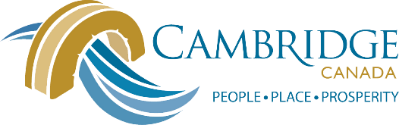 CAMBRIDGE
CANADA
PEOPLE • PLACE • PROSPERITY